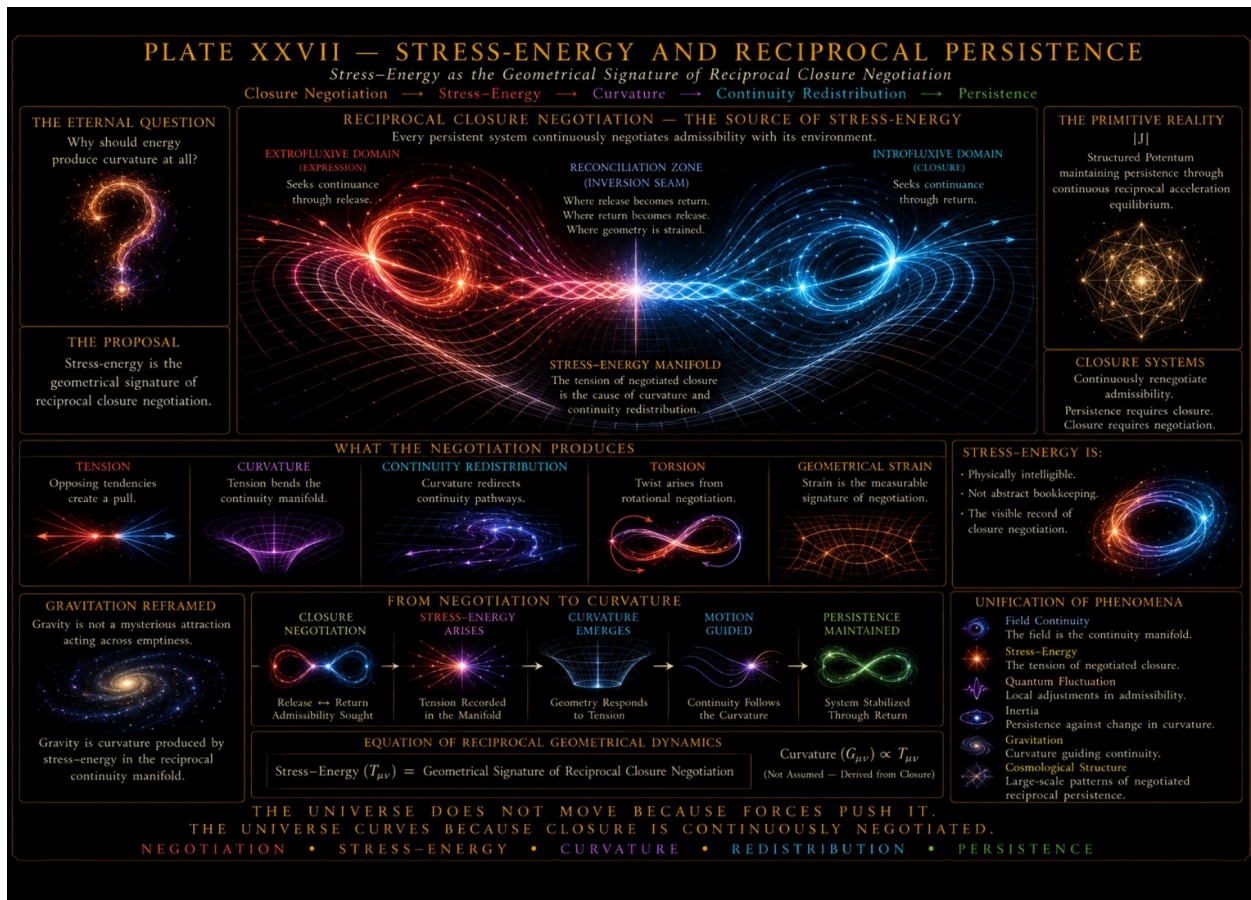 PLATE XXVII — STRESS-ENERGY AND RECIPROCAL PERSISTENCE
Stress–Energy as the Geometrical Signature of Reciprocal Closure Negotiation
Closure Negotiation → Stress–Energy → Curvature → Continuity Redistribution → Persistence
THE ETERNAL QUESTION
Why should energy
produce curvature at all?
THE PROPOSAL
Stress-energy is the
geometrical signature of
reciprocal closure negotiation.
RECIPROCAL CLOSURE NEGOTIATION — THE SOURCE OF STRESS-ENERGY
Every persistent system continuously negotiates admissibility with its environment.
EXTROFLUXIVE DOMAIN
(EXPRESSION)
Seeks continuance
through release.
RECONCILIATION ZONE
(INVERSION SEAM)
Where release becomes return.
Where return becomes release.
Where geometry is strained.
INTROFLUXIVE DOMAIN
(CLOSURE)
Seeks continuance
through return.
STRESS–ENERGY MANIFOLD
The tension of negotiated closure
is the cause of curvature and
continuity redistribution.
THE PRIMITIVE REALITY
|J|
Structured Potentum
maintaining persistence through
continuous reciprocal acceleration
equilibrium.
CLOSURE SYSTEMS
Continuously renegotiate
admissibility.
Persistence requires closure.
Closure requires negotiation.
WHAT THE NEGOTIATION PRODUCES
TENSION
Opposing tendencies
create a pull.
CURVATURE
Tension bends the
continuity manifold.
CONTINUITY REDISTRIBUTION
Curvature redirects
continuity pathways.
TORSION
Twist arises from
rotational negotiation.
GEOMETRICAL STRAIN
Strain is the measurable
signature of negotiation.
STRESS–ENERGY IS:
· Physically intelligible.
· Not abstract bookkeeping.
· The visible record of
closure negotiation.
GRAVITATION REFRAMED
Gravity is not a mysterious attraction
acting across emptiness.
Gravity is curvature produced by
stress–energy in the reciprocal
continuity manifold.
FROM NEGOTIATION TO CURVATURE
CLOSURE
NEGOTIATION
Release ↔ Return
Admissibility Sought
STRESS–ENERGY
ARISES
Tension Recorded
in the Manifold
CURVATURE
EMERGES
Geometry Responds
to Tension
MOTION
GUIDED
Continuity Follows
the Curvature
PERSISTENCE
MAINTAINED
System Stabilized
Through Return
EQUATION OF RECIPROCAL GEOMETRICAL DYNAMICS
Stress–Energy (Tμν) = Geometrical Signature of Reciprocal Closure Negotiation
Curvature (Gμν) ∝ Tμν
(Not Assumed — Derived from Closure)
UNIFICATION OF PHENOMENA
Field Continuity
The field is the continuity manifold.
Stress–Energy
The tension of negotiated closure.
Quantum Fluctuation
Local adjustments in admissibility.
Inertia
Persistence against change in curvature.
Gravitation
Curvature guiding continuity.
Cosmological Structure
Large-scale patterns of negotiated
reciprocal persistence.
THE UNIVERSE DOES NOT MOVE BECAUSE FORCES PUSH IT.
THE UNIVERSE CURVES BECAUSE CLOSURE IS CONTINUOUSLY NEGOTIATED.
NEGOTIATION • STRESS–ENERGY • CURVATURE • REDISTRIBUTION • PERSISTENCE